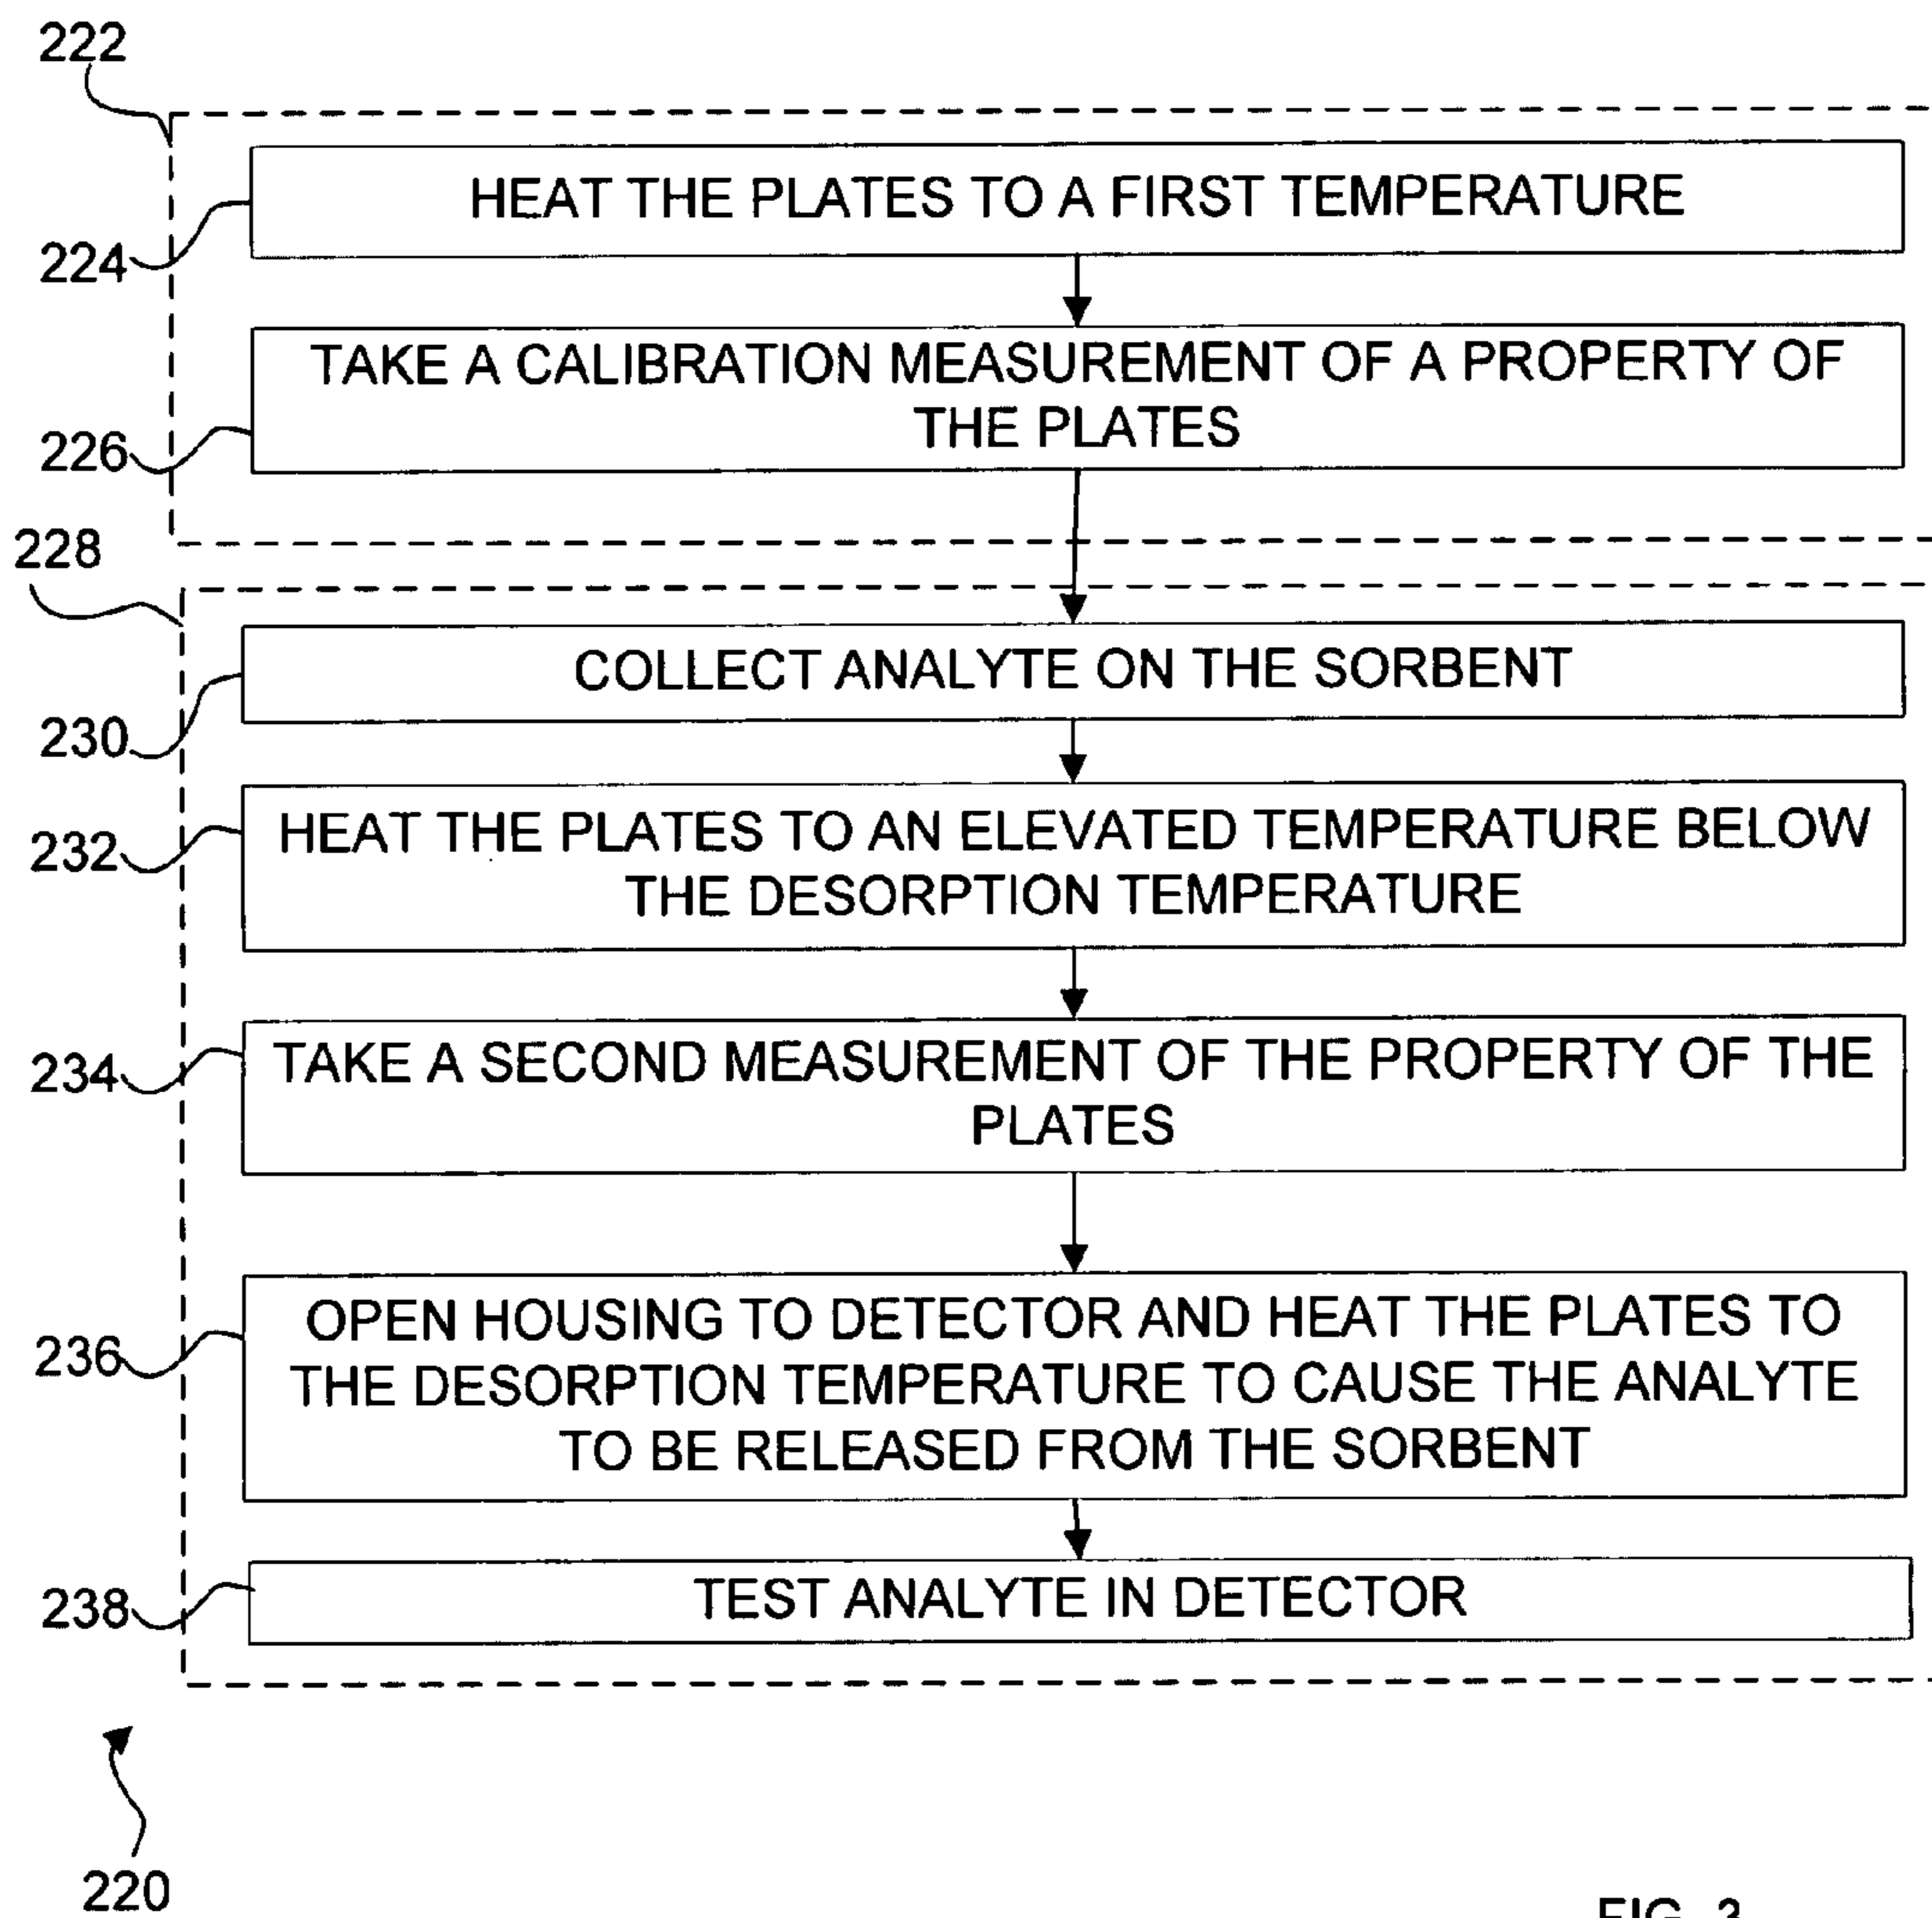 222
HEAT THE PLATES TO A FIRST TEMPERATURE
224
TAKE A CALIBRATION MEASUREMENT OF A PROPERTY OF
THE PLATES
226
228
COLLECT ANALYTE ON THE SORBENT
230
HEAT THE PLATES TO AN ELEVATED TEMPERATURE BELOW
THE DESORPTION TEMPERATURE
232
TAKE A SECOND MEASUREMENT OF THE PROPERTY OF THE
PLATES
234
OPEN HOUSING TO DETECTOR AND HEAT THE PLATES TO
THE DESORPTION TEMPERATURE TO CAUSE THE ANALYTE
TO BE RELEASED FROM THE SORBENT
236
TEST ANALYTE IN DETECTOR
238
220
FIG. 3